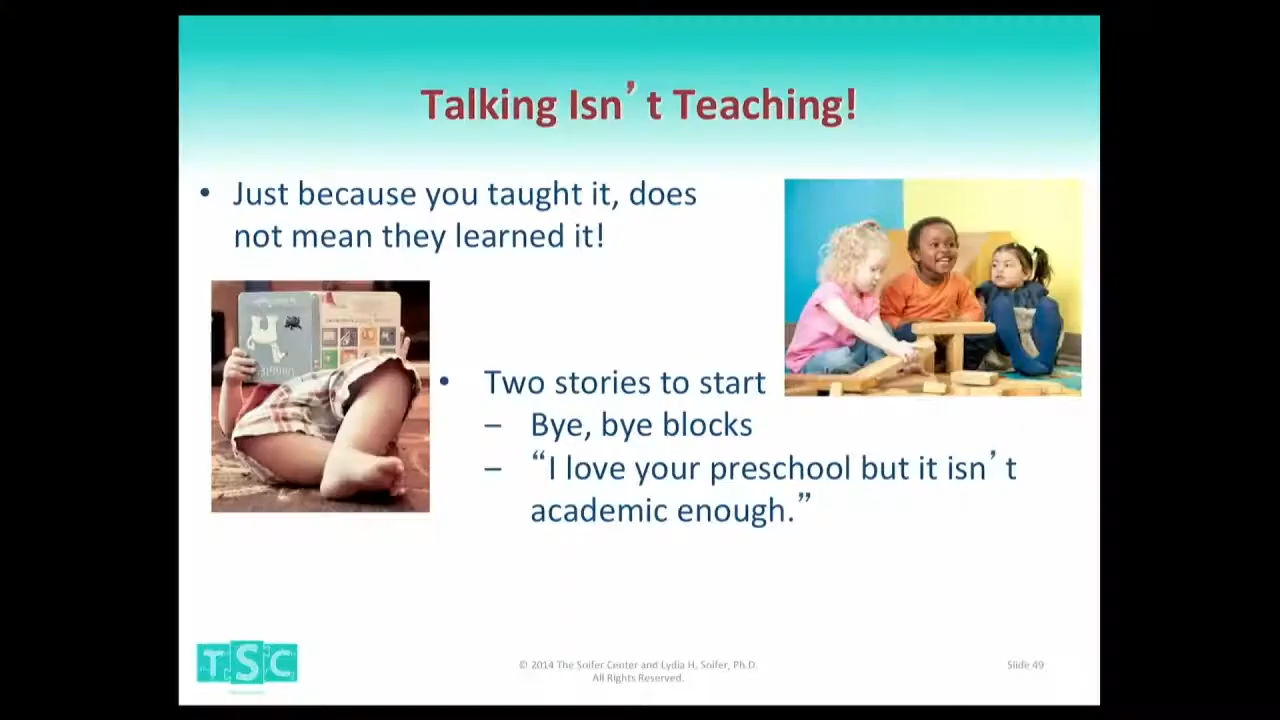 Talking Isn’t Teaching!
• Just because you taught it, does
not mean they learned it!
• Two stories to start
– Bye, bye blocks
– “I love your preschool but it isn’t
academic enough.”
TSC
© 2014 The Soifer Center and Lydia H. Soifer, Ph.D.
All Rights Reserved.
Slide 49